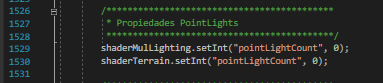 1526 /******************************************
1527 * Propiedades PointLights
1528 ******************************************/
1529 shaderMulLighting.setInt("pointLightCount", 0);
1530 shaderTerrain.setInt("pointLightCount", 0);
1531